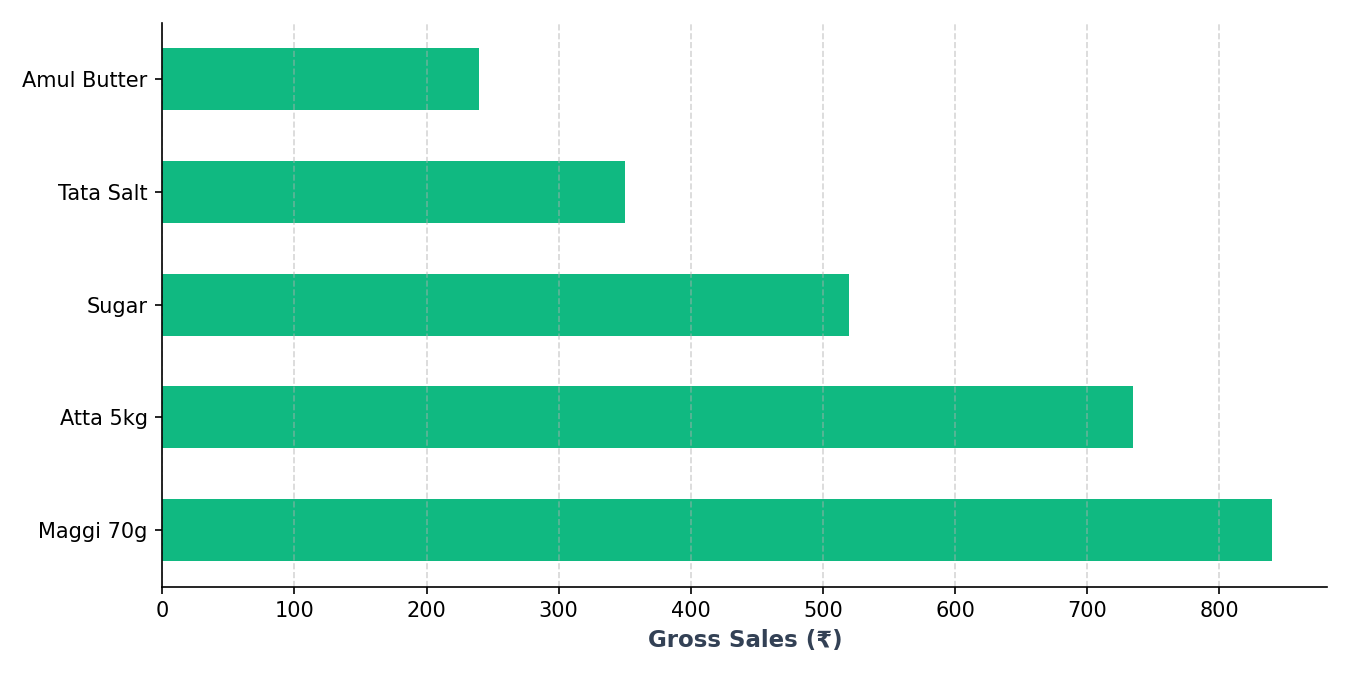 Amul Butter
Tata Salt
Sugar
Atta 5kg
Maggi 70g
0 100 200 300 400 500 600 700 800
Gross Sales (₹)